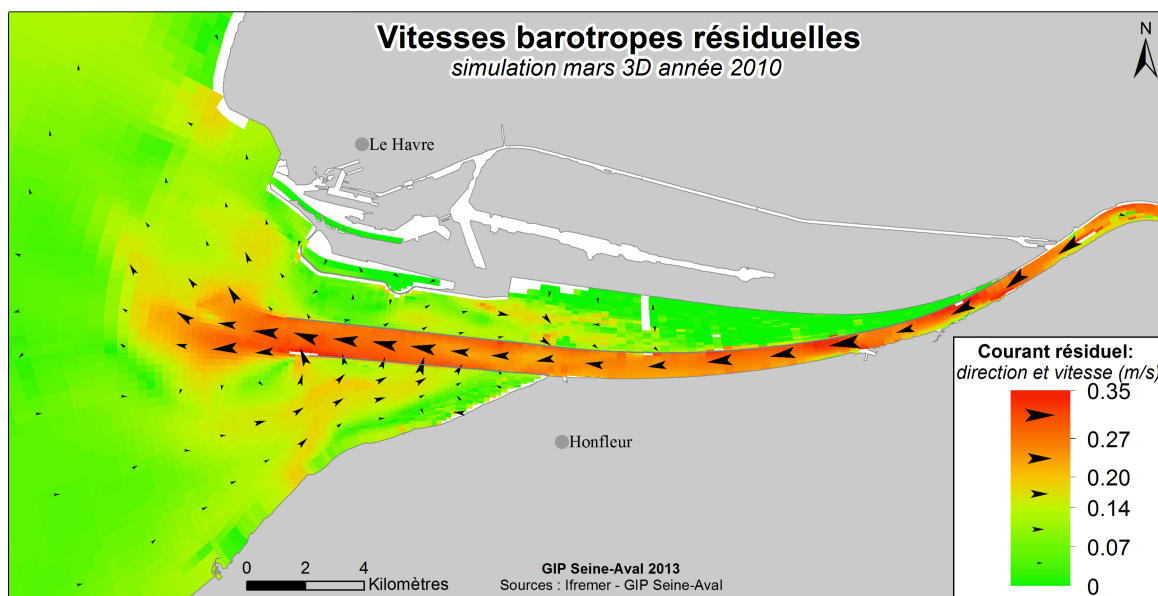 Vitesses barotropes résiduelles
simulation mars 3D année 2010
N
Le Havre
Honfleur
Courant résiduel:
direction et vitesse (m/s)
0.35
0.27
0.20
0.14
0.07
0
0 2 4
Kilomètres
GIP Seine-Aval 2013
Sources : Ifremer - GIP Seine-Aval